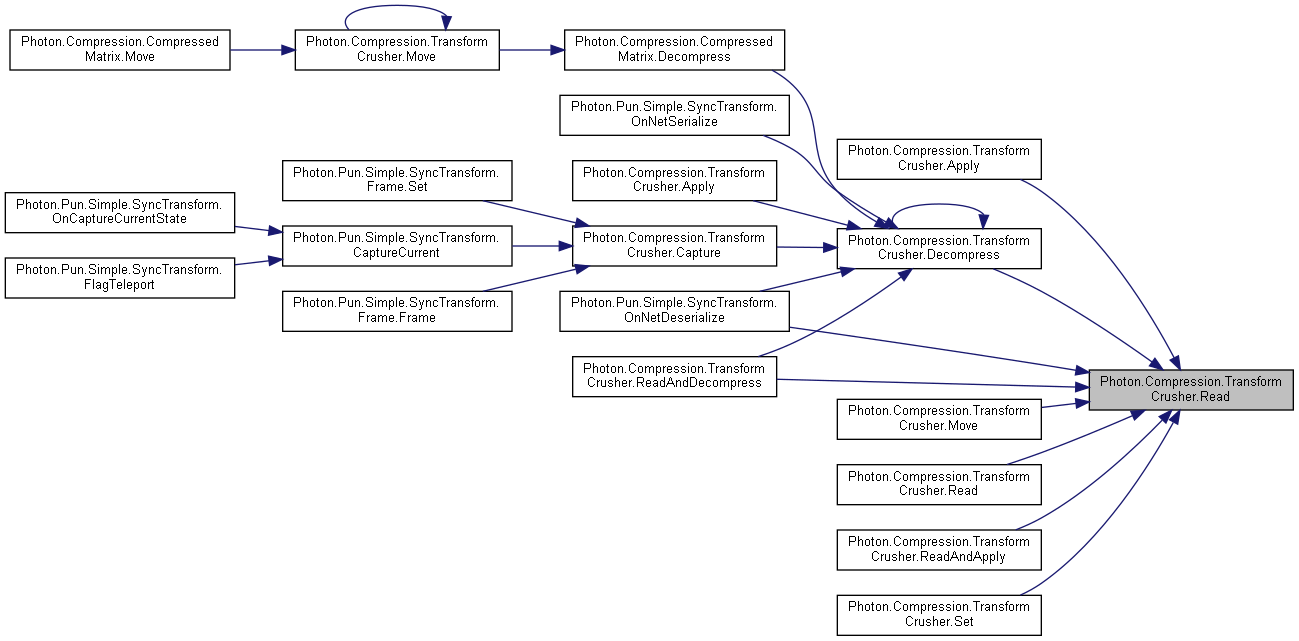 Photon.Compression.Compressed
Matrix.Move
Photon.Compression.Transform
Crusher.Move
Photon.Compression.Compressed
Matrix.Decompress
Photon.Pun.Simple.SyncTransform.
OnNetSerialize
Photon.Compression.Transform
Crusher.Apply
Photon.Pun.Simple.SyncTransform.
Frame.Set
Photon.Compression.Transform
Crusher.Apply
Photon.Pun.Simple.SyncTransform.
OnCaptureCurrentState
Photon.Pun.Simple.SyncTransform.
CaptureCurrent
Photon.Compression.Transform
Crusher.Capture
Photon.Compression.Transform
Crusher.Decompress
Photon.Pun.Simple.SyncTransform.
FlagTeleport
Photon.Pun.Simple.SyncTransform.
Frame.Frame
Photon.Pun.Simple.SyncTransform.
OnNetDeserialize
Photon.Compression.Transform
Crusher.ReadAndDecompress
Photon.Compression.Transform
Crusher.Read
Photon.Compression.Transform
Crusher.Move
Photon.Compression.Transform
Crusher.Read
Photon.Compression.Transform
Crusher.ReadAndApply
Photon.Compression.Transform
Crusher.Set